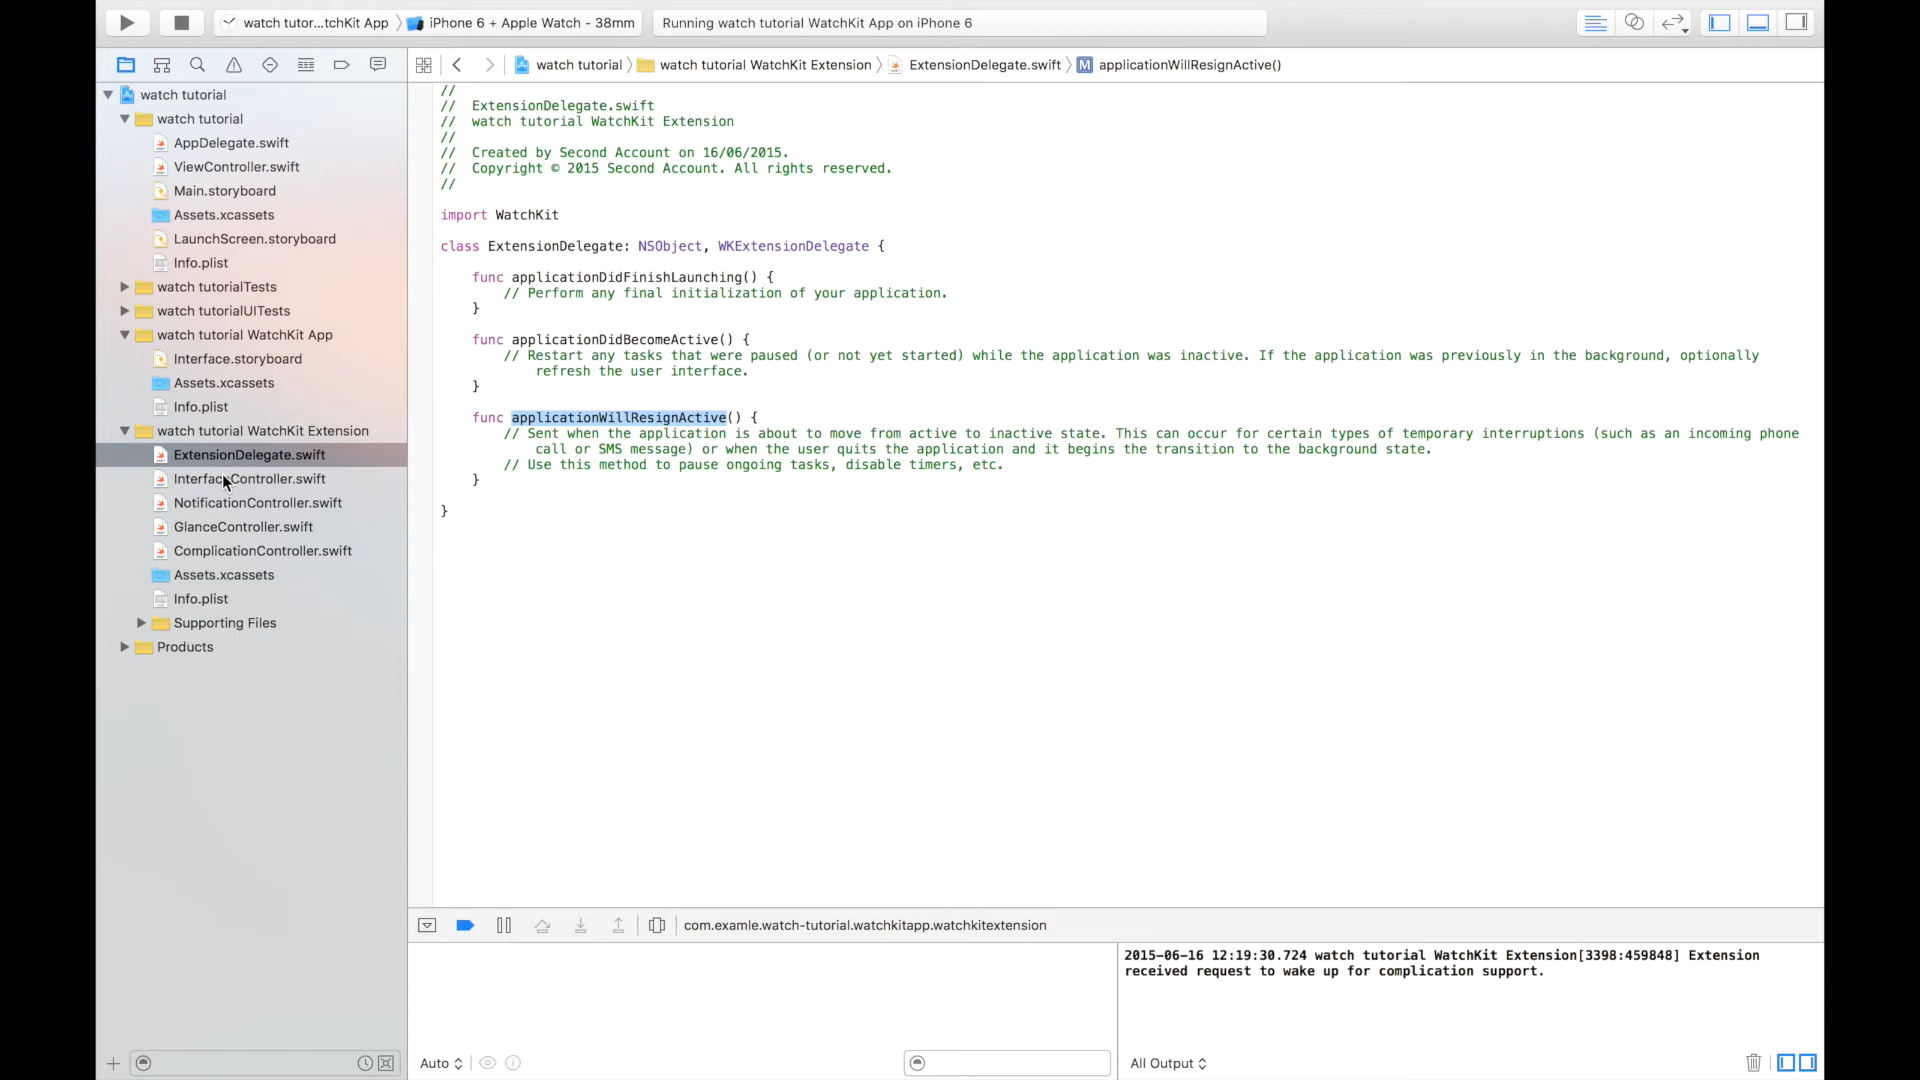 watch tutor...tchKit App
iPhone 6 + Apple Watch - 38mm
Running watch tutorial WatchKit App on iPhone 6
watch tutorial
watch tutorial WatchKit Extension
ExtensionDelegate.swift
M
applicationWillResignActive()
watch tutorial
watch tutorial
AppDelegate.swift
ViewController.swift
Main.storyboard
Assets.xcassets
LaunchScreen.storyboard
Info.plist
watch tutorialTests
watch tutorialUITests
watch tutorial WatchKit App
Interface.storyboard
Assets.xcassets
Info.plist
watch tutorial WatchKit Extension
ExtensionDelegate.swift
InterfaceController.swift
NotificationController.swift
GlanceController.swift
ComplicationController.swift
Assets.xcassets
Info.plist
Supporting Files
Products
//
// ExtensionDelegate.swift
// watch tutorial WatchKit Extension
//
// Created by Second Account on 16/06/2015.
// Copyright © 2015 Second Account. All rights reserved.
//
import WatchKit
class ExtensionDelegate: NSObject, WKExtensionDelegate {
func applicationDidFinishLaunching() {
// Perform any final initialization of your application.
}
func applicationDidBecomeActive() {
// Restart any tasks that were paused (or not yet started) while the application was inactive. If the application was previously in the background, optionally
refresh the user interface.
}
func applicationWillResignActive() {
// Sent when the application is about to move from active to inactive state. This can occur for certain types of temporary interruptions (such as an incoming phone
call or SMS message) or when the user quits the application and it begins the transition to the background state.
// Use this method to pause ongoing tasks, disable timers, etc.
}
}
com.examle.watch-tutorial.watchkitapp.watchkitextension
2015-06-16 12:19:30.724 watch tutorial WatchKit Extension[3398:459848] Extension
received request to wake up for complication support.
Auto
All Output